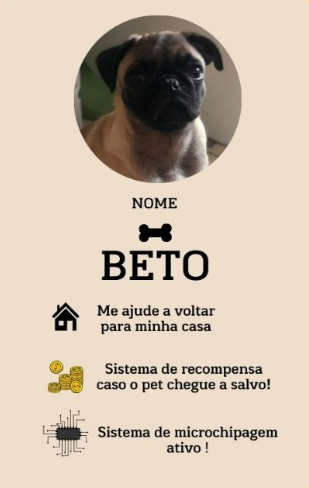 NOME
BETO
Me ajude a voltar
para minha casa
Sistema de recompensa
caso o pet chegue a salvo!
Sistema de microchipagem
ativo !